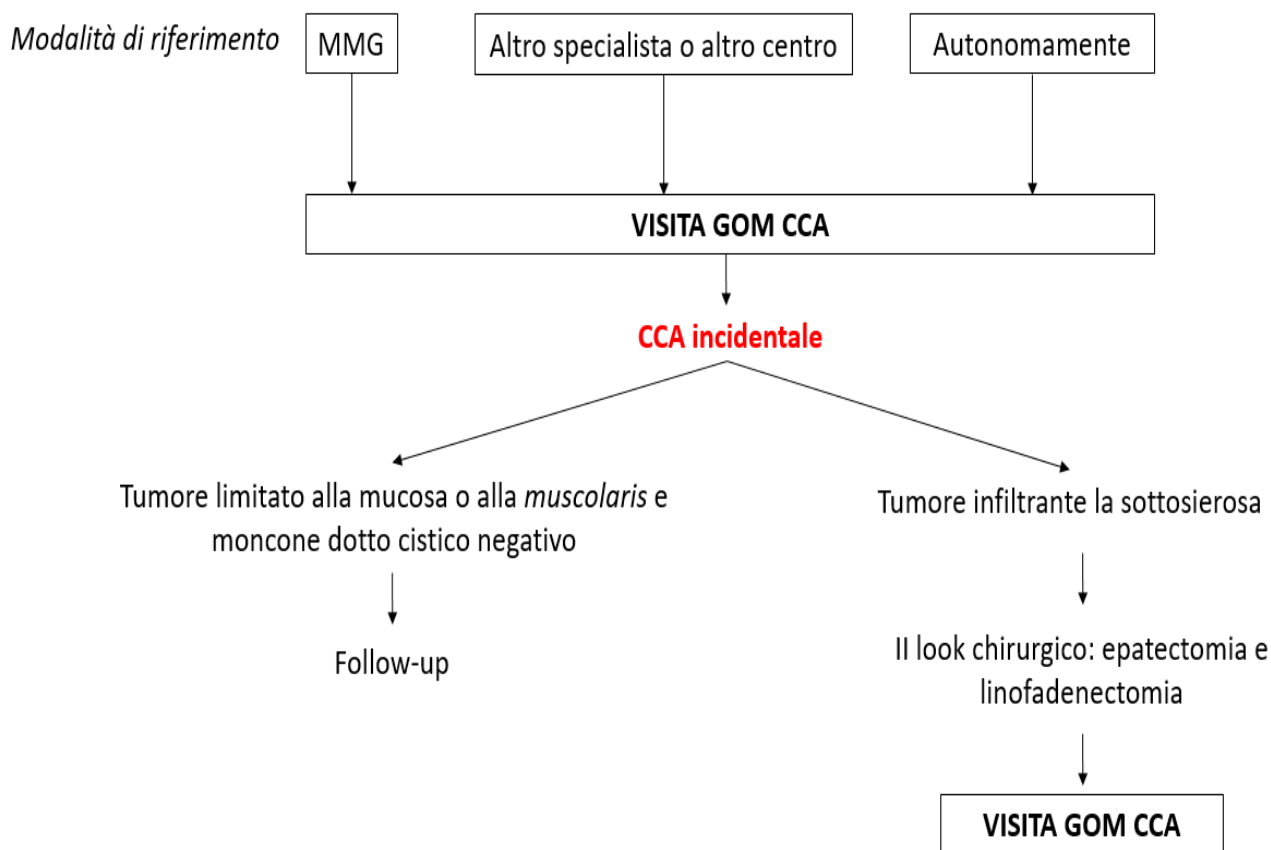 Modalità di riferimento
MMG
Altro specialista o altro centro
Autonomamente
VISITA GOM CCA
CCA incidentale
Tumore limitato alla mucosa o alla muscolaris e
moncone dotto cistico negativo
Follow-up
Tumore infiltrante la sottosierosa
II look chirurgico: epatectomia e
linofadenectomia
VISITA GOM CCA